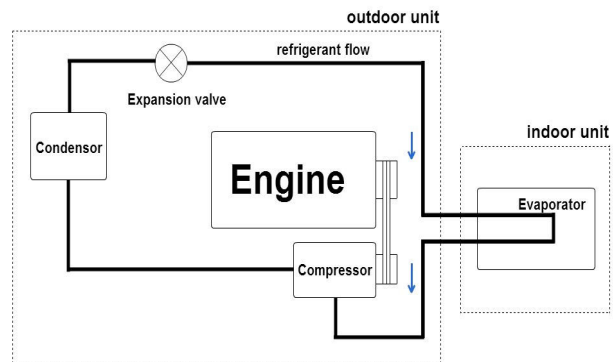 outdoor unit
refrigerant flow
Expansion valve
indoor unit
Condensor
Engine
Evaporator
Compressor